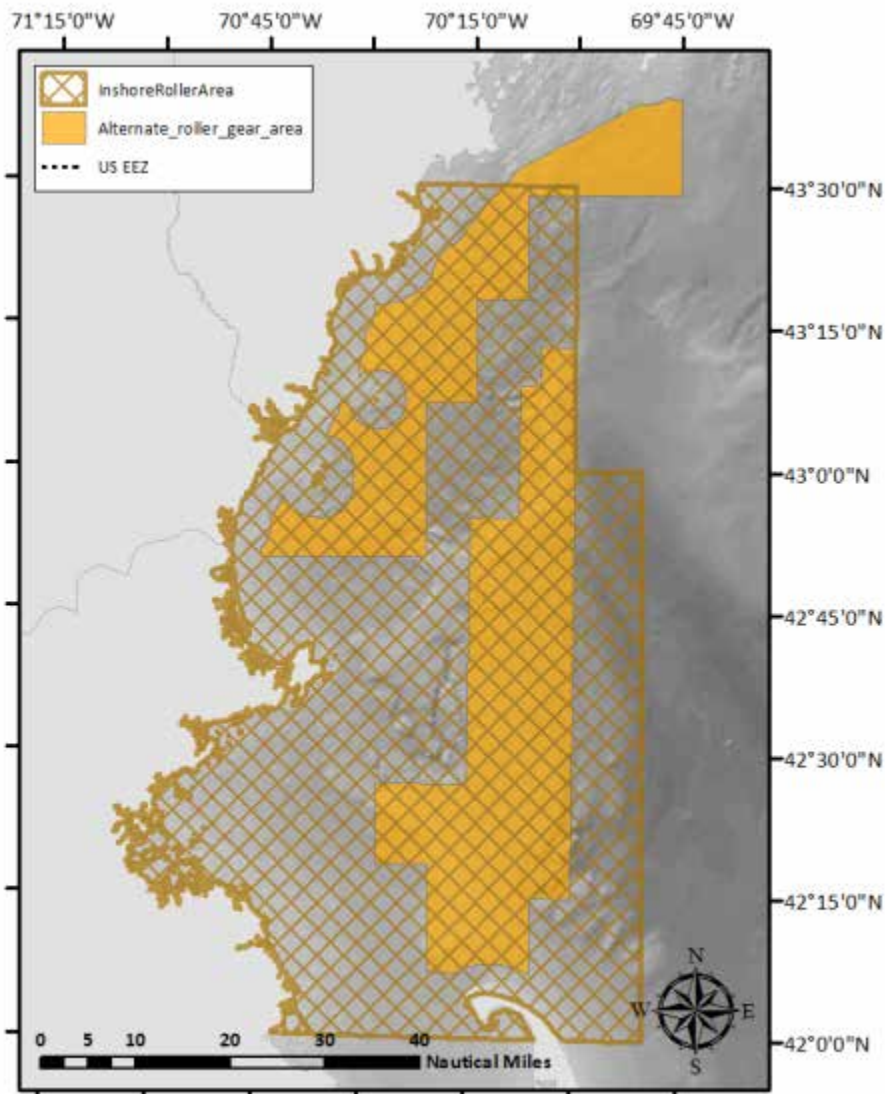 71°15'0"W 70°45'0"W 70°15'0"W 69°45'0"W
InshoreRollerArea
Alternate_roller_gear_area
US EEZ
43°30'0"N
43°15'0"N
43°0'0"N
42°45'0"N
42°30'0"N
42°15'0"N
N
W E
S
42°0'0"N
0 5 10 20 30 40
Nautical Miles